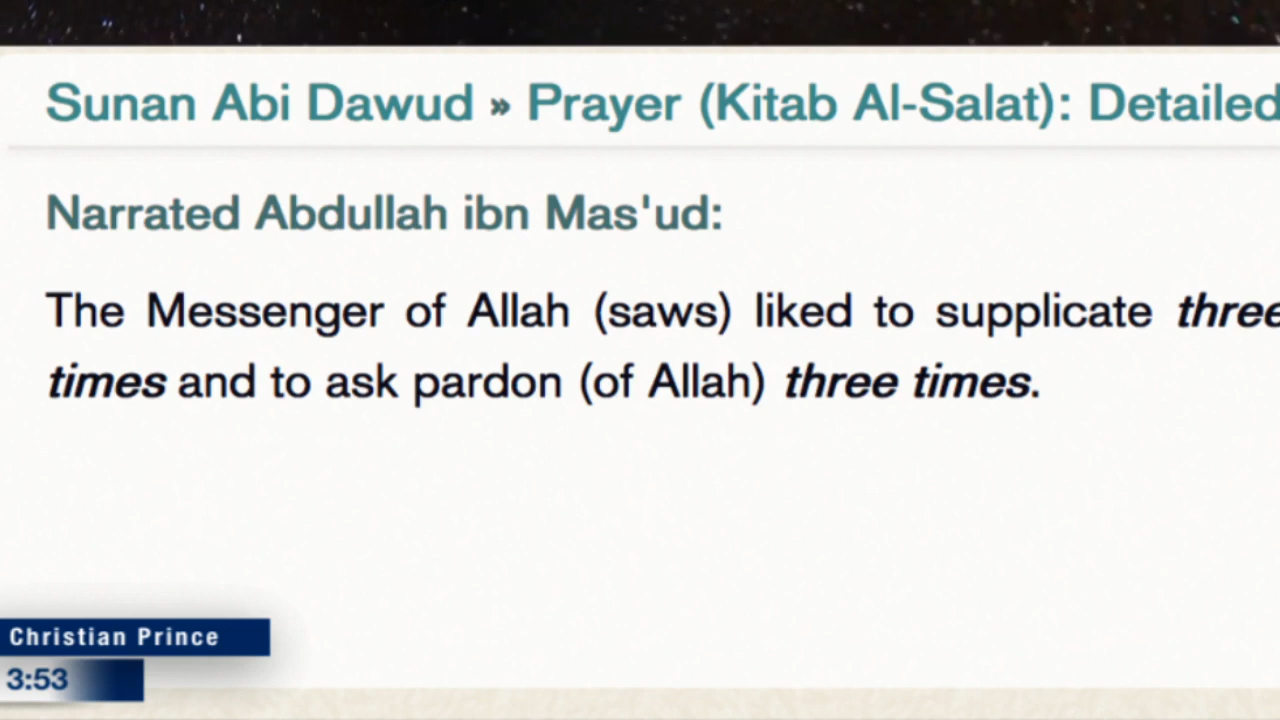 Sunan Abi Dawud » Prayer (Kitab Al-Salat): Detailed
Narrated Abdullah ibn Mas'ud:
The Messenger of Allah (saws) liked to supplicate three
times and to ask pardon (of Allah) three times.
Christian Prince
3:53